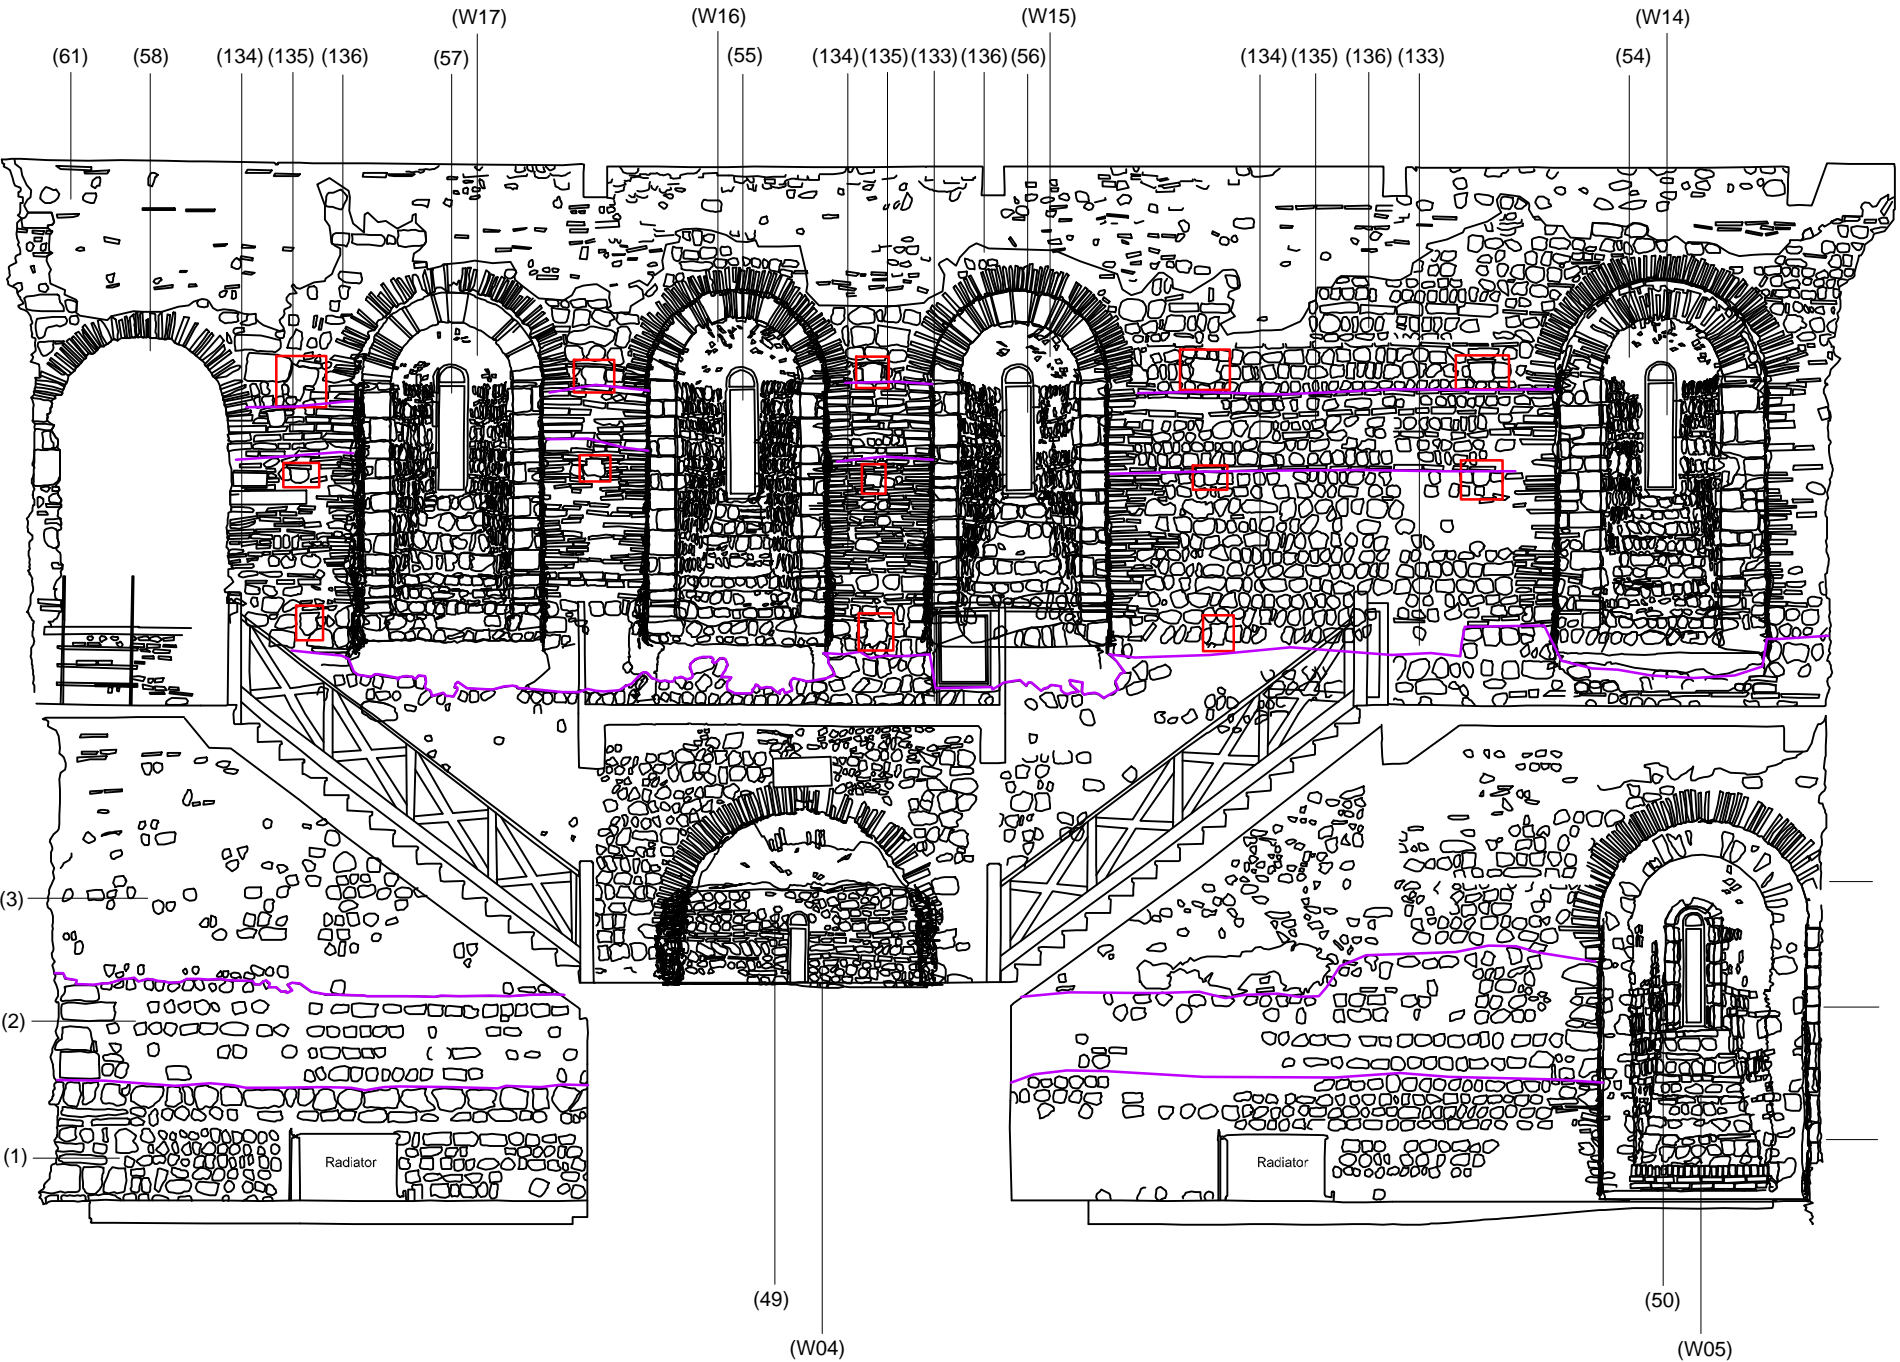 (W17) (W16) (W15) (W14)
(61) (58) (134) (135) (136) (57) (55) (134) (135) (133) (136) (56) (134) (135) (136) (133) (54)
(3)
(2)
(1)
Radiator Radiator
(49) (50)
(W04) (W05)